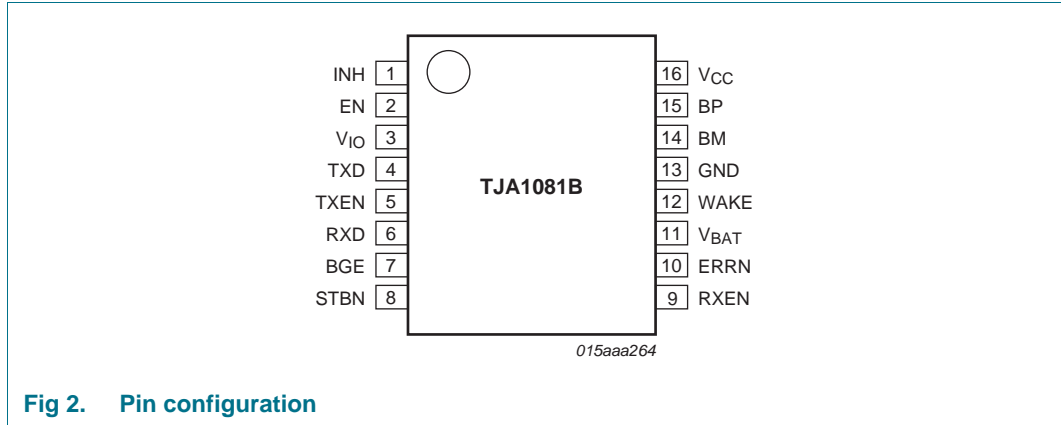 INH 1
EN 2
VIO 3
TXD 4
TXEN 5
RXD 6
BGE 7
STBN 8
TJA1081B
16 VCC
15 BP
14 BM
13 GND
12 WAKE
11 VBAT
10 ERRN
9 RXEN
015aaa264
Fig 2. Pin configuration